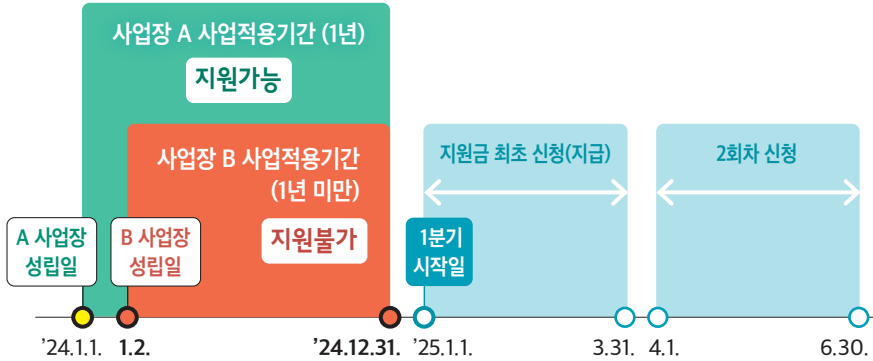 사업장 A 사업적용기간 (1년)
지원가능
사업장 B 사업적용기간
(1년 미만)
지원불가
지원금 최초 신청(지급)
2회차 신청
A 사업장
성립일
B 사업장
성립일
1분기
시작일
’24.1.1. 1.2. ’24.12.31. ’25.1.1. 3.31. 4.1. 6.30.